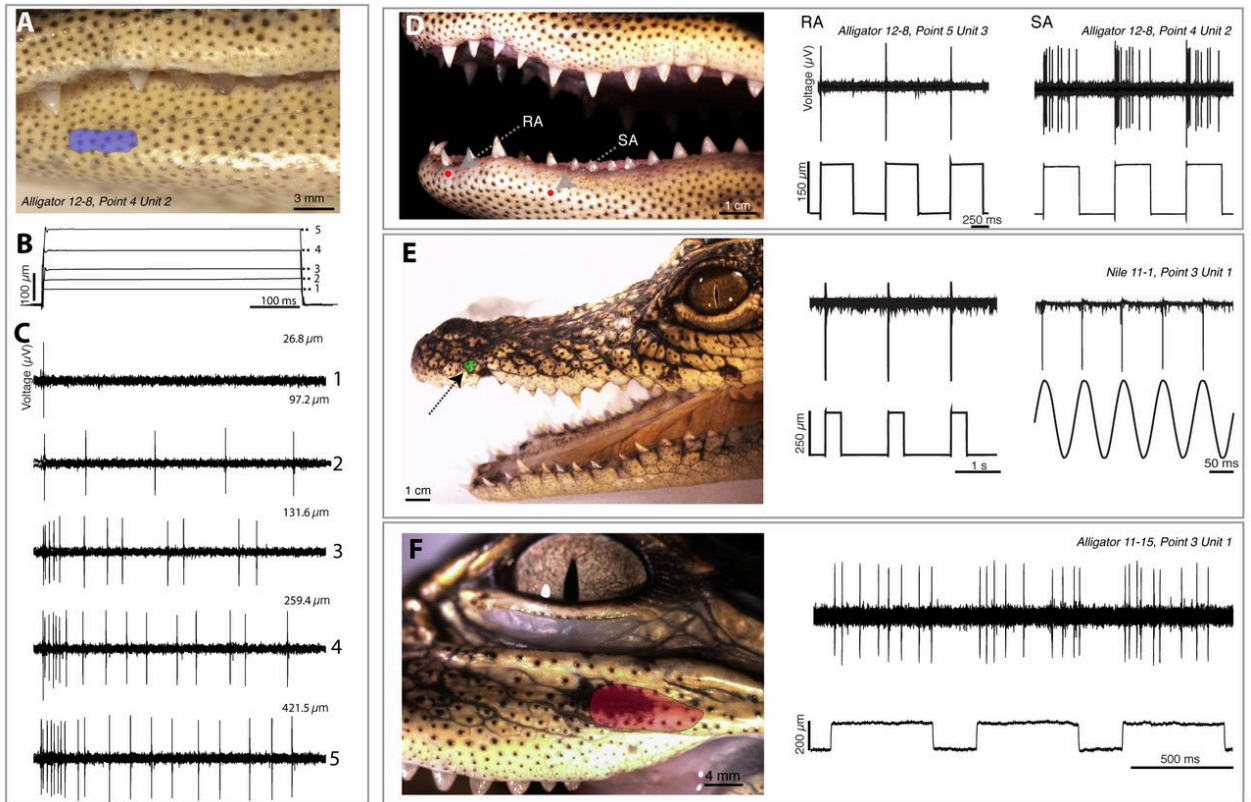 A
Alligator 12-8, Point 4 Unit 2
3 mm
B
5
4
3
2
1
100 µm
100 ms
C
Voltage (µV)
26.8 µm
1
97.2 µm
2
131.6 µm
3
259.4 µm
4
421.5 µm
5
D
RA
SA
1 cm
RA
Alligator 12-8, Point 5 Unit 3
Voltage (µV)
150 µm
250 ms
SA
Alligator 12-8, Point 4 Unit 2
E
1 cm
250 µm
1 s
Nile 11-1, Point 3 Unit 1
50 ms
F
4 mm
Alligator 11-15, Point 3 Unit 1
200 µm
500 ms